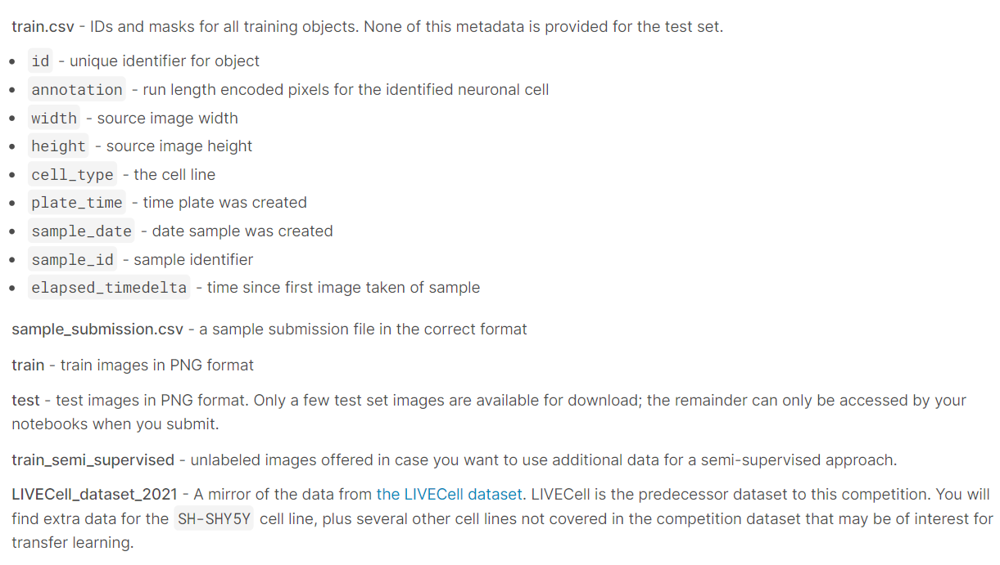 train.csv - IDs and masks for all training objects. None of this metadata is provided for the test set.
id - unique identifier for object
annotation - run length encoded pixels for the identified neuronal cell
width - source image width
height - source image height
cell_type - the cell line
plate_time - time plate was created
sample_date - date sample was created
sample_id - sample identifier
elapsed_timedelta - time since first image taken of sample
sample_submission.csv - a sample submission file in the correct format
train - train images in PNG format
test - test images in PNG format. Only a few test set images are available for download; the remainder can only be accessed by your
notebooks when you submit.
train_semi_supervised - unlabeled images offered in case you want to use additional data for a semi-supervised approach.
LIVECell_dataset_2021 - A mirror of the data from the LIVECell dataset. LIVECell is the predecessor dataset to this competition. You will
find extra data for the SH-SHY5Y cell line, plus several other cell lines not covered in the competition dataset that may be of interest for
transfer learning.